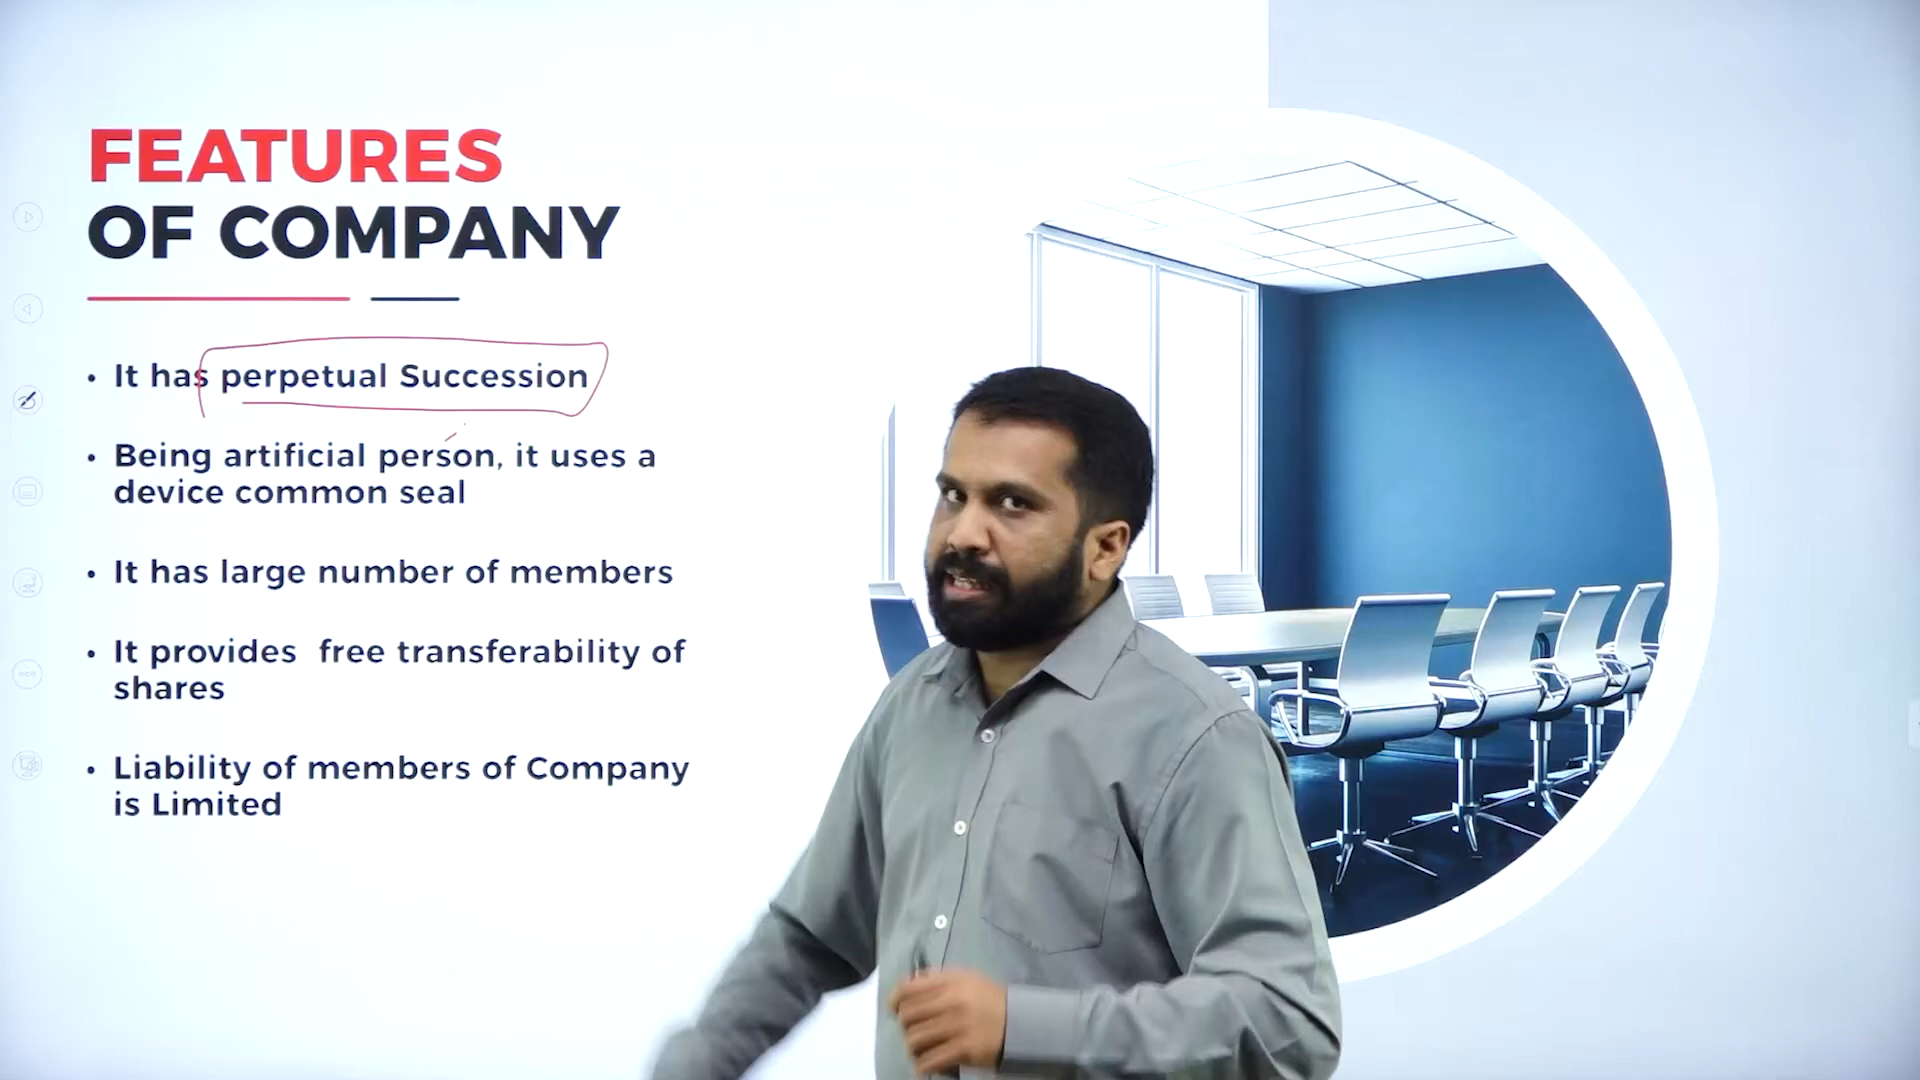 FEATURES
OF COMPANY
• It has perpetual Succession
• Being artificial person, it uses a
device common seal
• It has large number of members
• It provides free transferability of
shares
• Liability of members of Company
is Limited